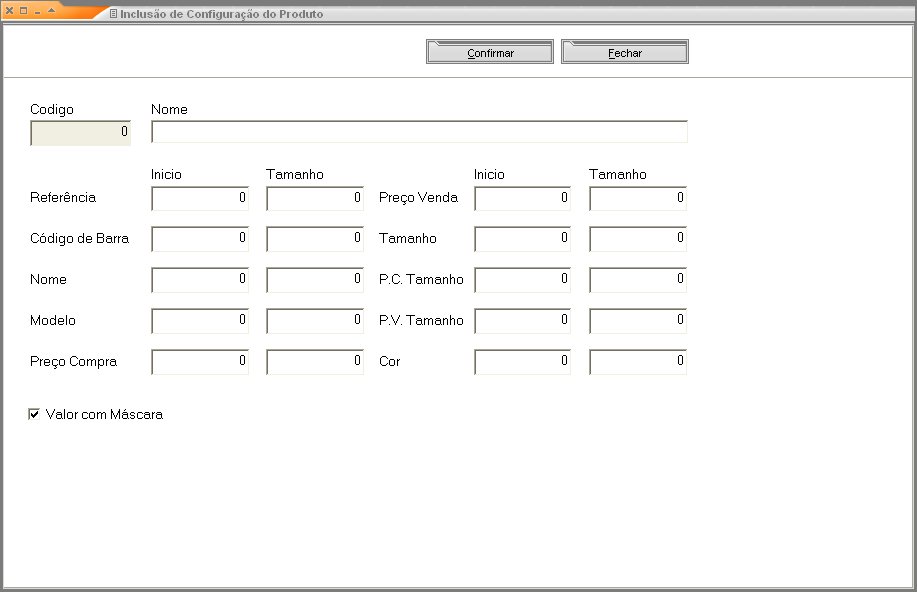 Inclusão de Configuração do Produto
Confirmar Fechar
Codigo Nome
0
Inicio Tamanho Inicio Tamanho
Referência 0 0 Preço Venda 0 0
Código de Barra 0 0 Tamanho 0 0
Nome 0 0 P.C. Tamanho 0 0
Modelo 0 0 P.V. Tamanho 0 0
Preço Compra 0 0 Cor 0 0
Valor com Máscara